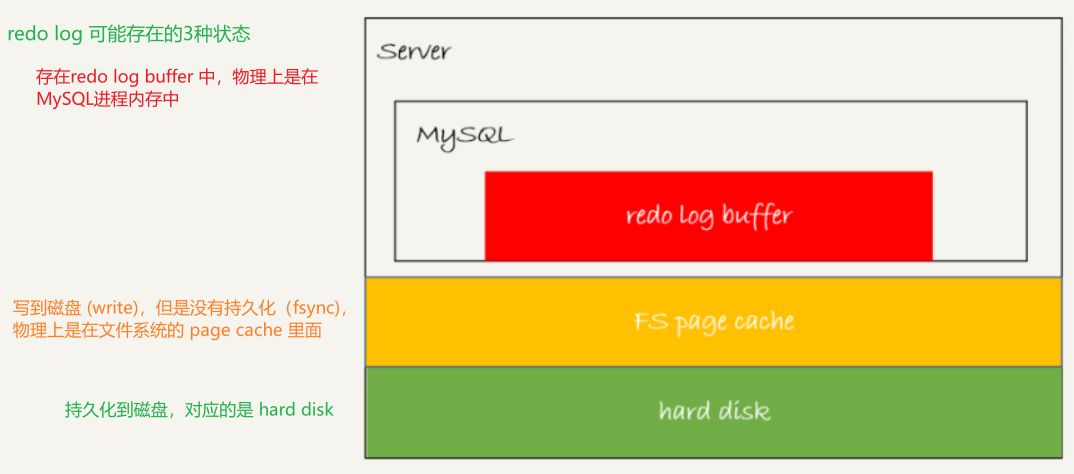 redo log 可能存在的3种状态
存在redo log buffer 中，物理上是在
MySQL进程内存中
写到磁盘 (write)，但是没有持久化（fsync)，
物理上是在文件系统的 page cache 里面
持久化到磁盘，对应的是 hard disk
Server
MySQL
redo log buffer
FS page cache
hard disk